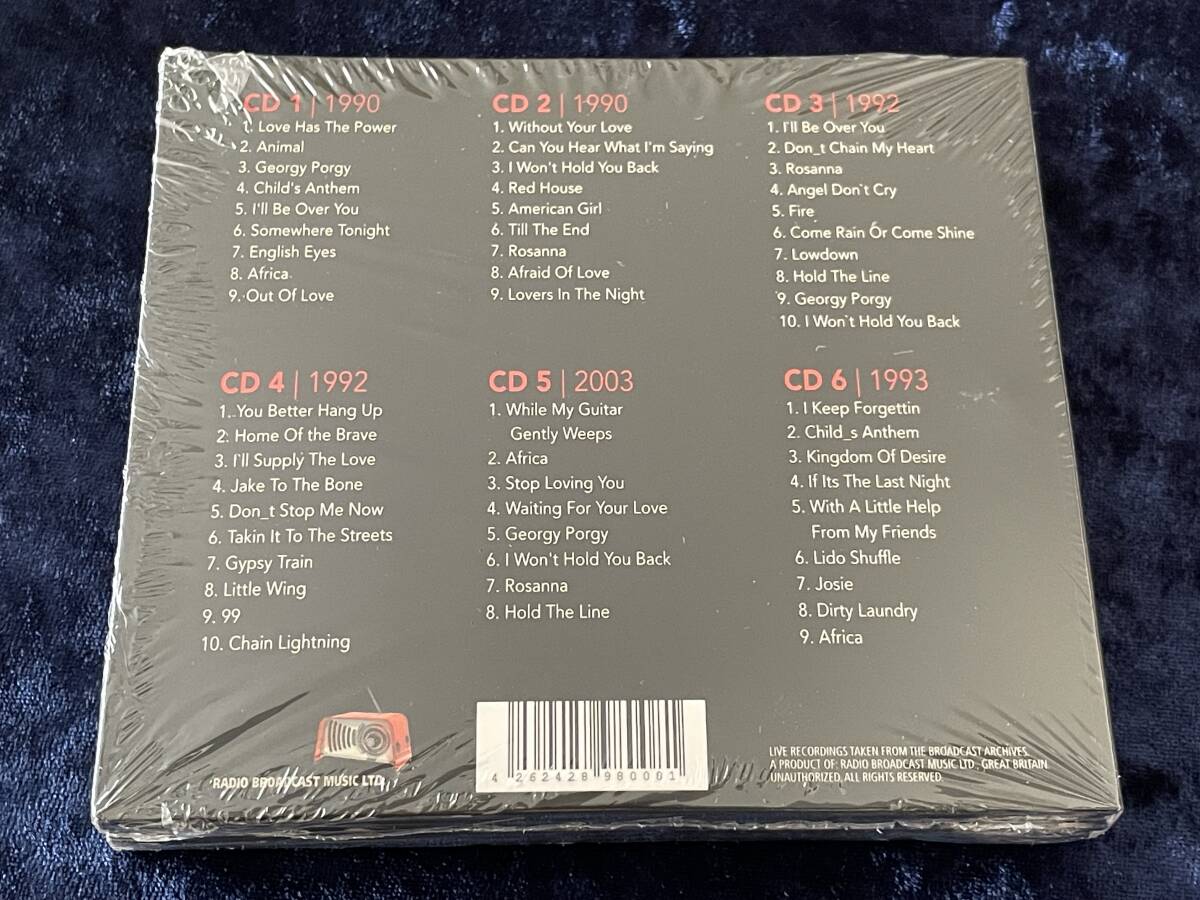 CD 1 | 1990
1. Love Has The Power
2. Animal
3. Georgy Porgy
4. Child's Anthem
5. I'll Be Over You
6. Somewhere Tonight
7. English Eyes
8. Africa
9. Out Of Love
CD 2 | 1990
1. Without Your Love
2. Can You Hear What I'm Saying
3. I Won't Hold You Back
4. Red House
5. American Girl
6. Till The End
7. Rosanna
8. Afraid Of Love
9. Lovers In The Night
CD 3 | 1992
1. I'll Be Over You
2. Don_t Chain My Heart
3. Rosanna
4. Angel Don't Cry
5. Fire
6. Come Rain Or Come Shine
7. Lowdown
8. Hold The Line
9. Georgy Porgy
10. I Won't Hold You Back
CD 4 | 1992
1. You Better Hang Up
2. Home Of the Brave
3. I'll Supply The Love
4. Jake To The Bone
5. Don_t Stop Me Now
6. Takin It To The Streets
7. Gypsy Train
8. Little Wing
9. 99
10. Chain Lightning
CD 5 | 2003
1. While My Guitar
Gently Weeps
2. Africa
3. Stop Loving You
4. Waiting For Your Love
5. Georgy Porgy
6. I Won't Hold You Back
7. Rosanna
8. Hold The Line
CD 6 | 1993
1. I Keep Forgettin
2. Child_s Anthem
3. Kingdom Of Desire
4. If Its The Last Night
5. With A Little Help
From My Friends
6. Lido Shuffle
7. Josie
8. Dirty Laundry
9. Africa
RADIO BROADCAST MUSIC LTD.
4 262428 980001
LIVE RECORDINGS TAKEN FROM THE BROADCAST ARCHIVES.
A PRODUCT OF: RADIO BROADCAST MUSIC LTD., GREAT BRITAIN
UNAUTHORIZED. ALL RIGHTS RESERVED.